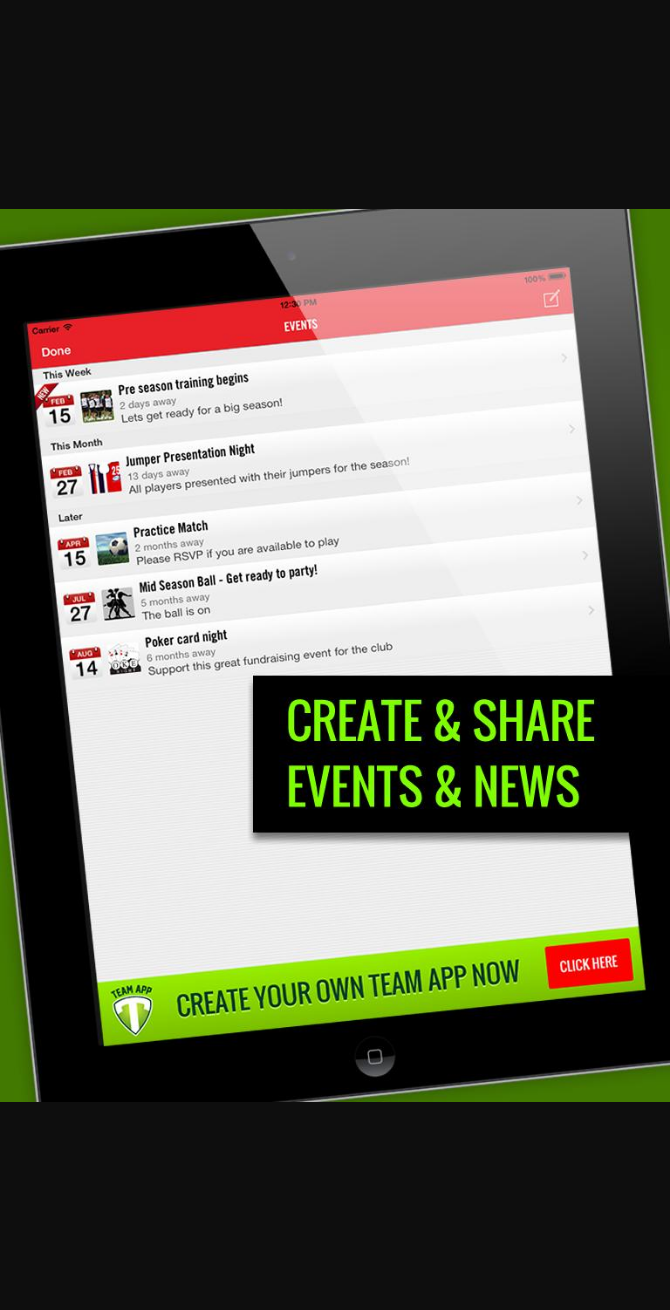 Carrier
12:30 PM
100%
Done
EVENTS
This Week
NEW
FEB
15
Pre season training begins
2 days away
Lets get ready for a big season!
This Month
FEB
27
25
Jumper Presentation Night
13 days away
All players presented with their jumpers for the season!
Later
APR
15
Practice Match
2 months away
Please RSVP if you are available to play
JUL
27
Mid Season Ball - Get ready to party!
5 months away
The ball is on
AUG
14
Poker card night
6 months away
Support this great fundraising event for the club
CREATE & SHARE
EVENTS & NEWS
TEAM APP
T
CREATE YOUR OWN TEAM APP NOW
CLICK HERE